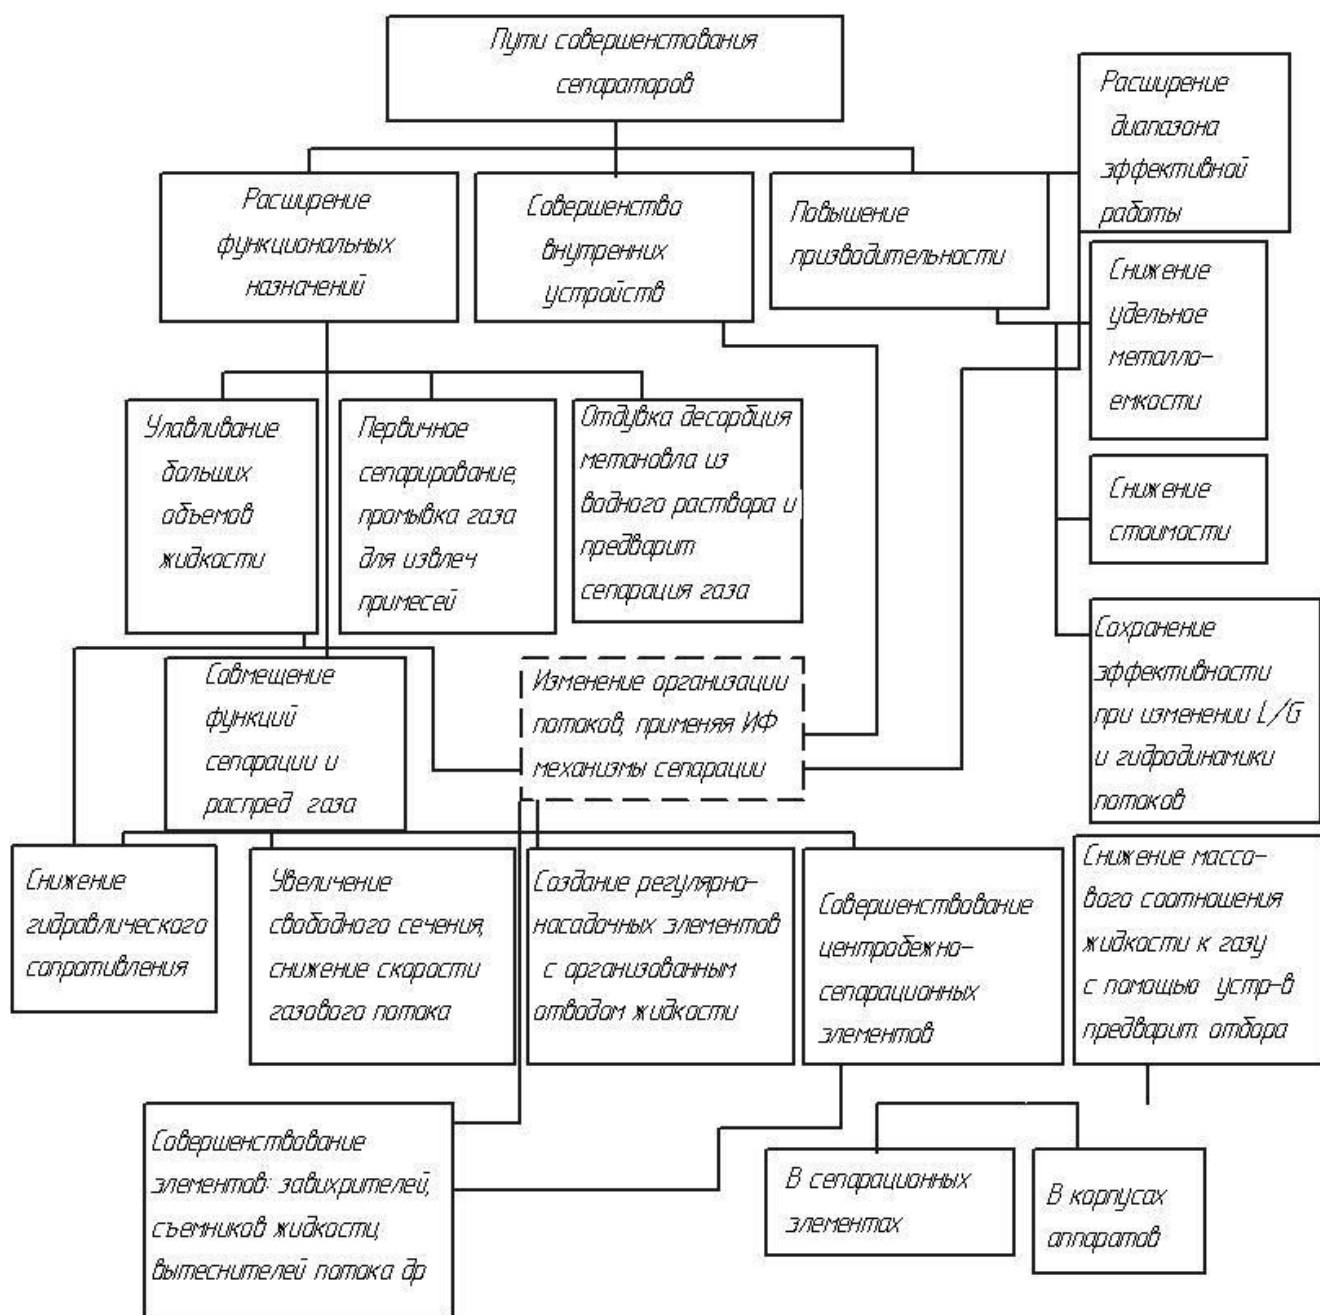 Пути совершенстования
сепараторов
Расширение
диапазона
эффективной
работы
Расширение
функциональных
назначений
Совершенство
внутренних
устройств
Повышение
призводительности
Снижение
удельное
металло-
емкости
Улавливание
больших
объемов
жидкости
Первичное
сепарирование,
промывка газа
для извлеч
примесей
Отдувка десорбция
метановла из
водного раствора и
предварит
сепарация газа
Снижение
стоимости
Сохранение
эффективности
при изменении L/G
и гидродинамики
потоков
Совмещение
функций
сепарации и
распред газа
Изменение организации
потоков, применяя ИФ
механизмы сепарации
Снижение
гидравлического
сопротивления
Увеличение
свободного сечения,
снижение скорости
газового потока
Создание регулярно-
насадочных элементов
с организованным
отводом жидкости
Совершенствование
центробежно-
сепарационных
элементов
Снижение массо-
вого соотношения
жидкости к газу
с помощью устр-в
предварит. отбора
Совершенствование
элементов: завихрителей,
съемников жидкости,
вытеснителей потока др
В сепарационных
элементах
В корпусах
аппаратов